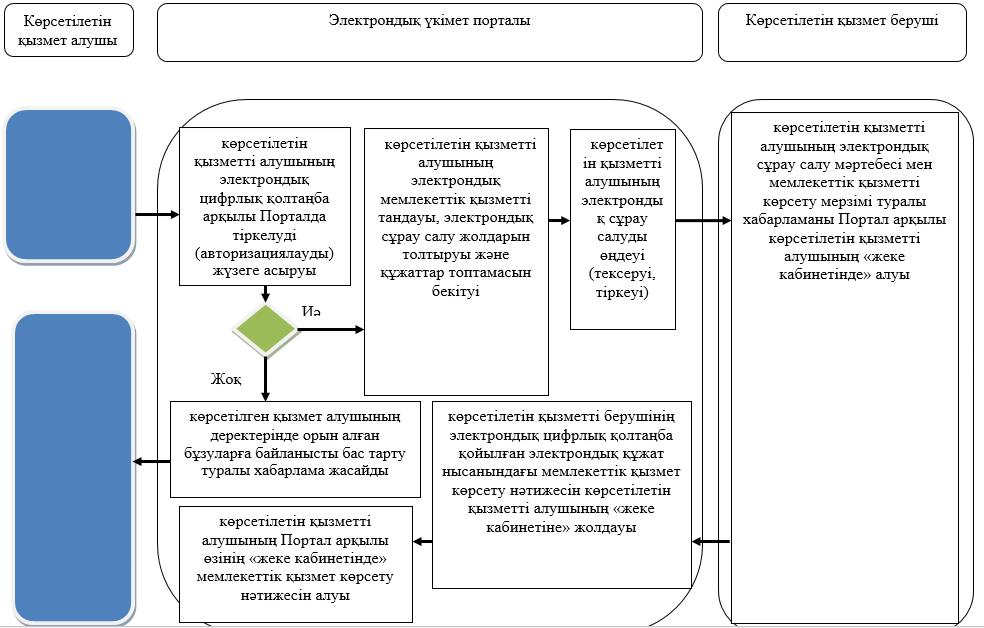 Көрсетілетін
қызмет алушы
Электрондық үкімет порталы
Көрсетілетін қызмет беруші
көрсетілетін
қызметті алушының
электрондық
цифрлық қолтаңба
арқылы Порталда
тіркелуді
(авторизациялауды)
жүзеге асыруы
көрсетілетін қызметті
алушының
электрондық
мемлекеттік қызметті
тандауы, электрондық
сұрау салу жолдарын
толтыруы және
құжаттар топтамасын
бекітуі
көрсетілет
ін қызметті
алушының
электронды
қ сұрау
салуды
өңдеуі
(тексеруі,
тіркеуі)
көрсетілетін қызметті
алушының электрондық
сұрау салу мәртебесі мен
мемлекеттік қызметті
көрсету мерзімі туралы
хабарламаны Портал арқылы
көрсетілетін қызметті
алушының «жеке
кабинетінде» алуы
Иә
Жоқ
көрсетілген қызмет алушының
деректерінде орын алған
бұзуларға байланысты бас тарту
туралы хабарлама жасайды
көрсетілетін қызметті берушінің
электрондық цифрлық қолтаңба
қойылған электрондық құжат
нысанындағы мемлекеттік қызмет
көрсету нәтижесін көрсетілетін
қызметті алушының «жеке
кабинетіне» жолдауы
көрсетілетін қызметті
алушының Портал арқылы
өзінің «жеке кабинетінде»
мемлекеттік қызмет көрсету
нәтижесін алуы